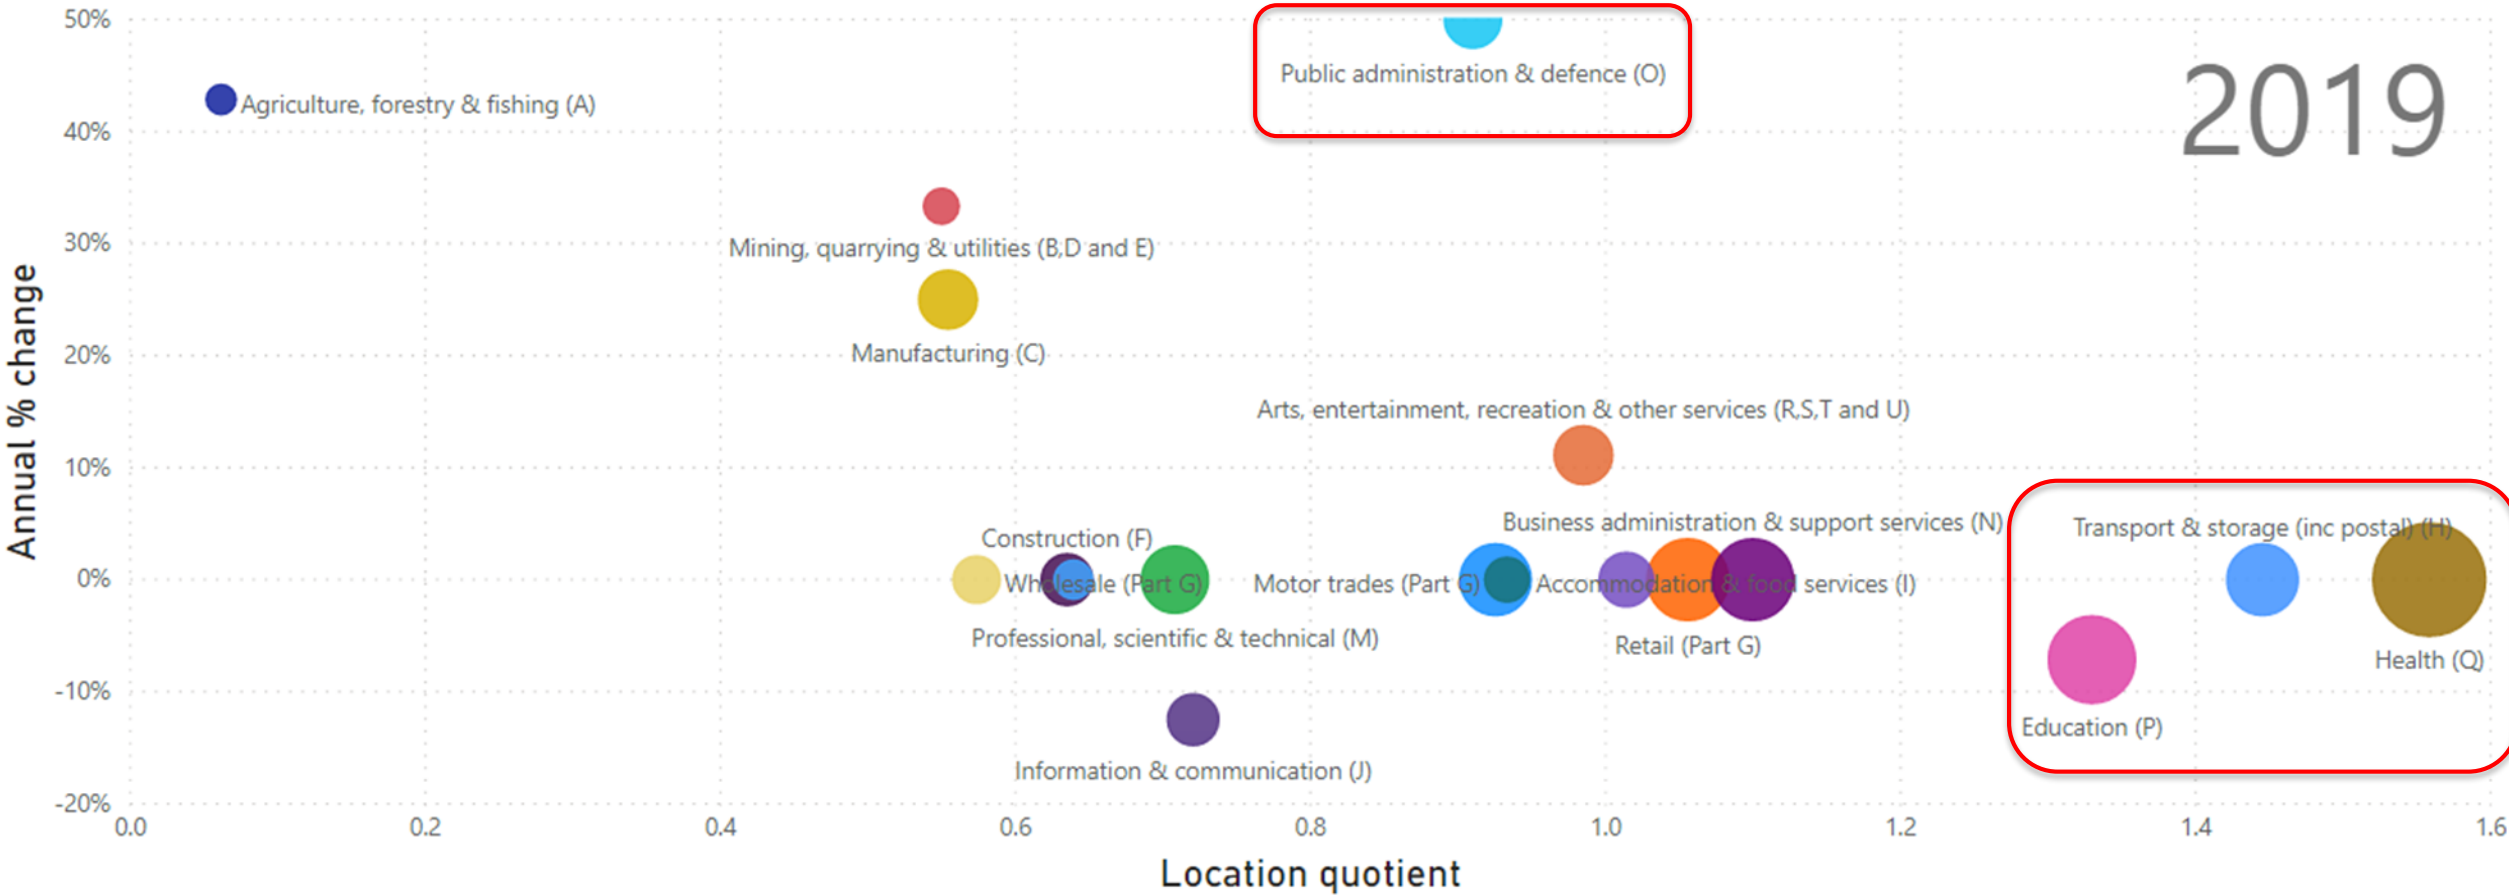 50%
Public administration & defence (O)
2019
Agriculture, forestry & fishing (A)
40%
30%
Mining, quarrying & utilities (B,D and E)
Manufacturing (C)
20%
Annual % change
Arts, entertainment, recreation & other services (R,S,T and U)
10%
Business administration & support services (N)
Transport & storage (inc postal) (H)
Construction (F)
0%
Wholesale (Part G)
Motor trades (Part G)
Accommodation & food services (I)
Professional, scientific & technical (M)
Retail (Part G)
Health (Q)
-10%
Education (P)
Information & communication (J)
-20%
0.0 0.2 0.4 0.6 0.8 1.0 1.2 1.4 1.6
Location quotient